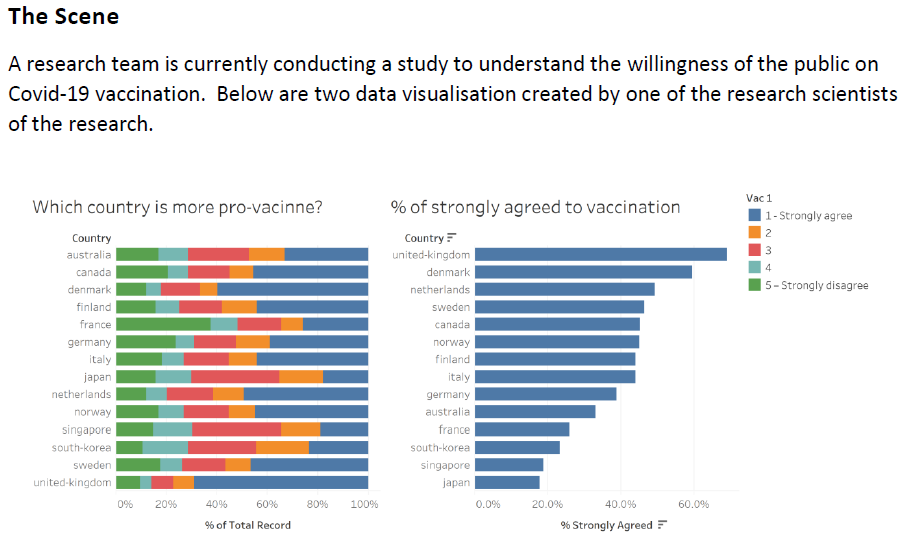 The Scene
A research team is currently conducting a study to understand the willingness of the public on
Covid-19 vaccination.  Below are two data visualisation created by one of the research scientists
of the research.
Which country is more pro-vacinne?
Country
australia
canada
denmark
finland
france
germany
italy
japan
netherlands
norway
singapore
south-korea
sweden
united-kingdom
0% 20% 40% 60% 80% 100%
% of Total Record
% of strongly agreed to vaccination
Country
united-kingdom
denmark
netherlands
sweden
canada
norway
finland
italy
germany
australia
france
south-korea
singapore
japan
0.0% 20.0% 40.0% 60.0%
% Strongly Agreed
Vac 1
1 - Strongly agree
2
3
4
5 – Strongly disagree